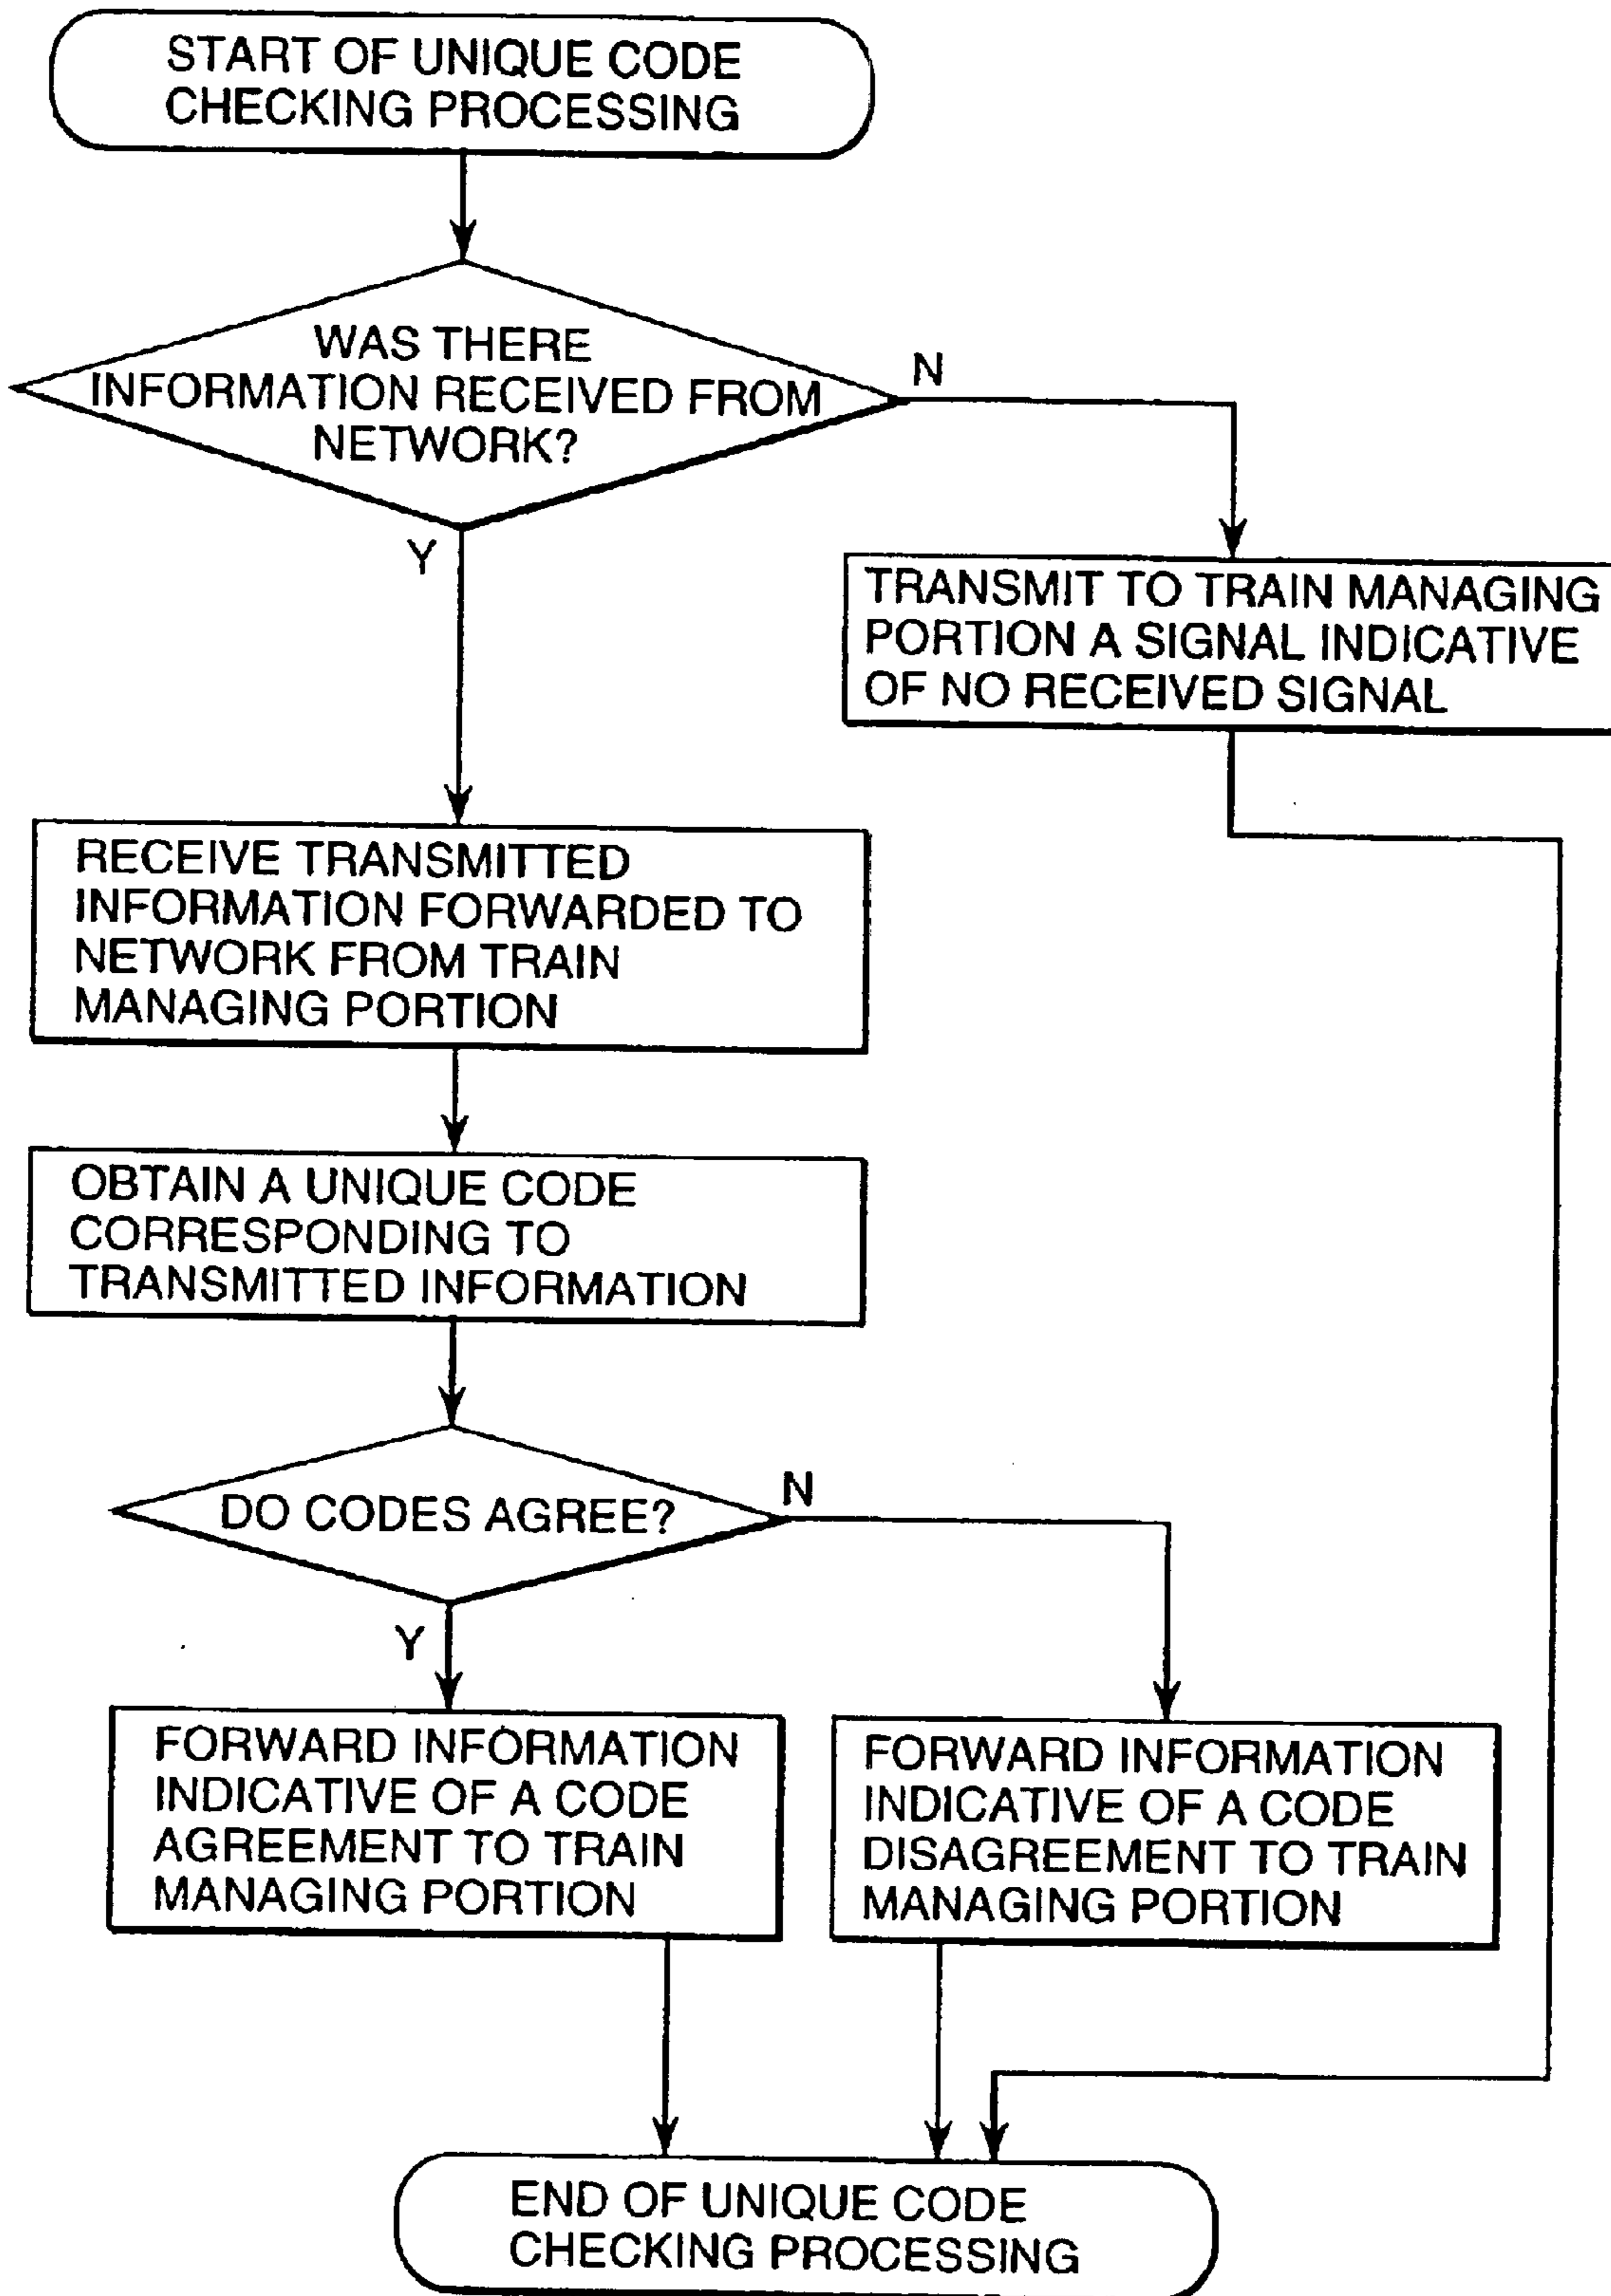 START OF UNIQUE CODE
CHECKING PROCESSING
WAS THERE
INFORMATION RECEIVED FROM
NETWORK?
N
Y
TRANSMIT TO TRAIN MANAGING
PORTION A SIGNAL INDICATIVE
OF NO RECEIVED SIGNAL
RECEIVE TRANSMITTED
INFORMATION FORWARDED TO
NETWORK FROM TRAIN
MANAGING PORTION
OBTAIN A UNIQUE CODE
CORRESPONDING TO
TRANSMITTED INFORMATION
DO CODES AGREE?
N
Y
FORWARD INFORMATION
INDICATIVE OF A CODE
AGREEMENT TO TRAIN
MANAGING PORTION
FORWARD INFORMATION
INDICATIVE OF A CODE
DISAGREEMENT TO TRAIN
MANAGING PORTION
END OF UNIQUE CODE
CHECKING PROCESSING